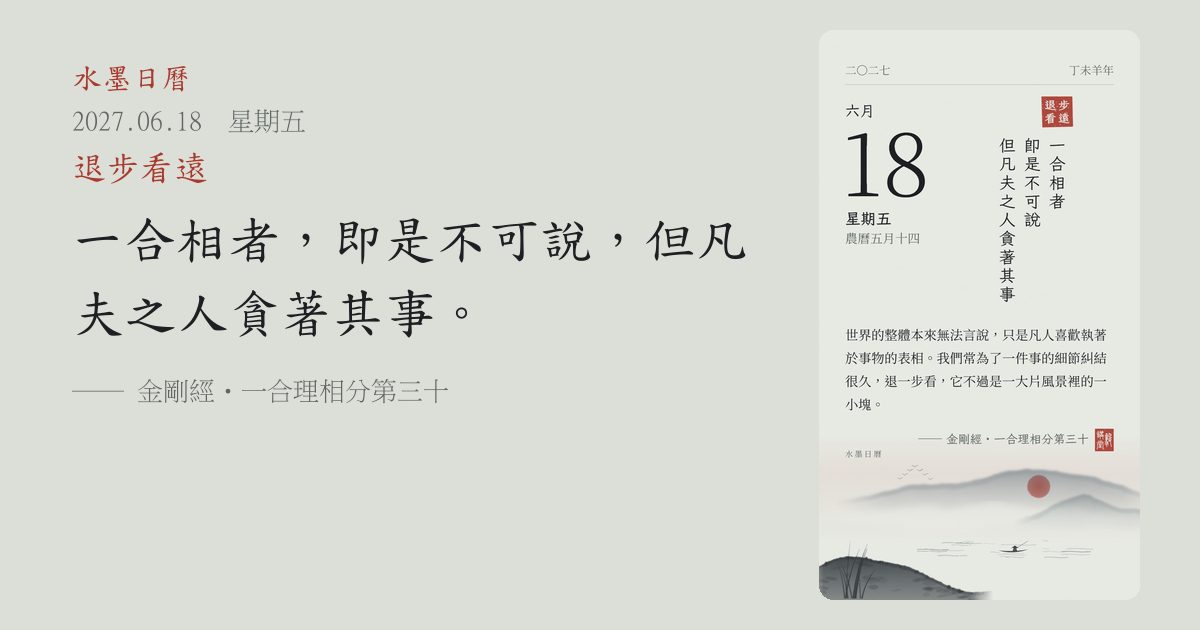 水墨日曆
2027.06.18 星期五
退步看遠
一合相者，即是不可說，但凡
夫之人貪著其事。
—— 金剛經・一合理相分第三十
二〇二七
丁未羊年
六月
18
星期五
農曆五月十四
退步
看遠
一合相者
即是不可說
但凡夫之人貪著其事
世界的整體本來無法言說，只是凡人喜歡執著
於事物的表相。我們常為了一件事的細節糾結
很久，退一步看，它不過是一大片風景裡的一
小塊。
—— 金剛經・一合理相分第三十
水墨日曆